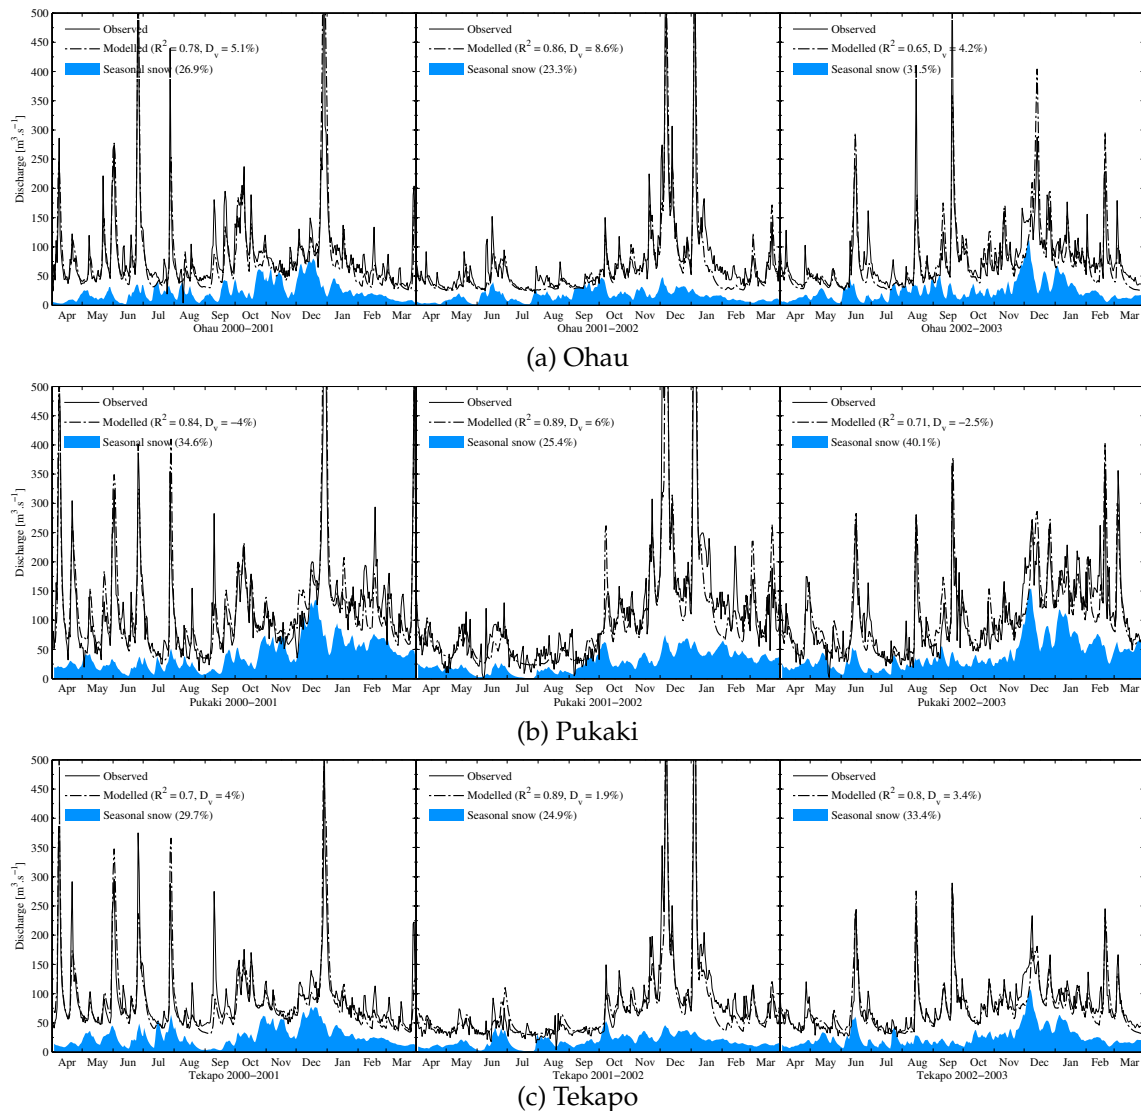 500
450
400
350
300
250
200
150
100
50
0
Discharge [m³.s⁻¹]
Observed
Modelled (R² = 0.78, Dᵥ = 5.1%)
Seasonal snow (26.9%)
Observed
Modelled (R² = 0.86, Dᵥ = 8.6%)
Seasonal snow (23.3%)
Observed
Modelled (R² = 0.65, Dᵥ = 4.2%)
Seasonal snow (31.5%)
Apr May Jun Jul Aug Sep Oct Nov Dec Jan Feb Mar
Apr May Jun Jul Aug Sep Oct Nov Dec Jan Feb Mar
Apr May Jun Jul Aug Sep Oct Nov Dec Jan Feb Mar
Ohau 2000−2001
Ohau 2001−2002
Ohau 2002−2003
(a) Ohau
500
450
400
350
300
250
200
150
100
50
0
Discharge [m³.s⁻¹]
Observed
Modelled (R² = 0.84, Dᵥ = −4%)
Seasonal snow (34.6%)
Observed
Modelled (R² = 0.89, Dᵥ = 6%)
Seasonal snow (25.4%)
Observed
Modelled (R² = 0.71, Dᵥ = −2.5%)
Seasonal snow (40.1%)
Apr May Jun Jul Aug Sep Oct Nov Dec Jan Feb Mar
Apr May Jun Jul Aug Sep Oct Nov Dec Jan Feb Mar
Apr May Jun Jul Aug Sep Oct Nov Dec Jan Feb Mar
Pukaki 2000−2001
Pukaki 2001−2002
Pukaki 2002−2003
(b) Pukaki
500
450
400
350
300
250
200
150
100
50
0
Discharge [m³.s⁻¹]
Observed
Modelled (R² = 0.7, Dᵥ = 4%)
Seasonal snow (29.7%)
Observed
Modelled (R² = 0.89, Dᵥ = 1.9%)
Seasonal snow (24.9%)
Observed
Modelled (R² = 0.8, Dᵥ = 3.4%)
Seasonal snow (33.4%)
Apr May Jun Jul Aug Sep Oct Nov Dec Jan Feb Mar
Apr May Jun Jul Aug Sep Oct Nov Dec Jan Feb Mar
Apr May Jun Jul Aug Sep Oct Nov Dec Jan Feb Mar
Tekapo 2000−2001
Tekapo 2001−2002
Tekapo 2002−2003
(c) Tekapo